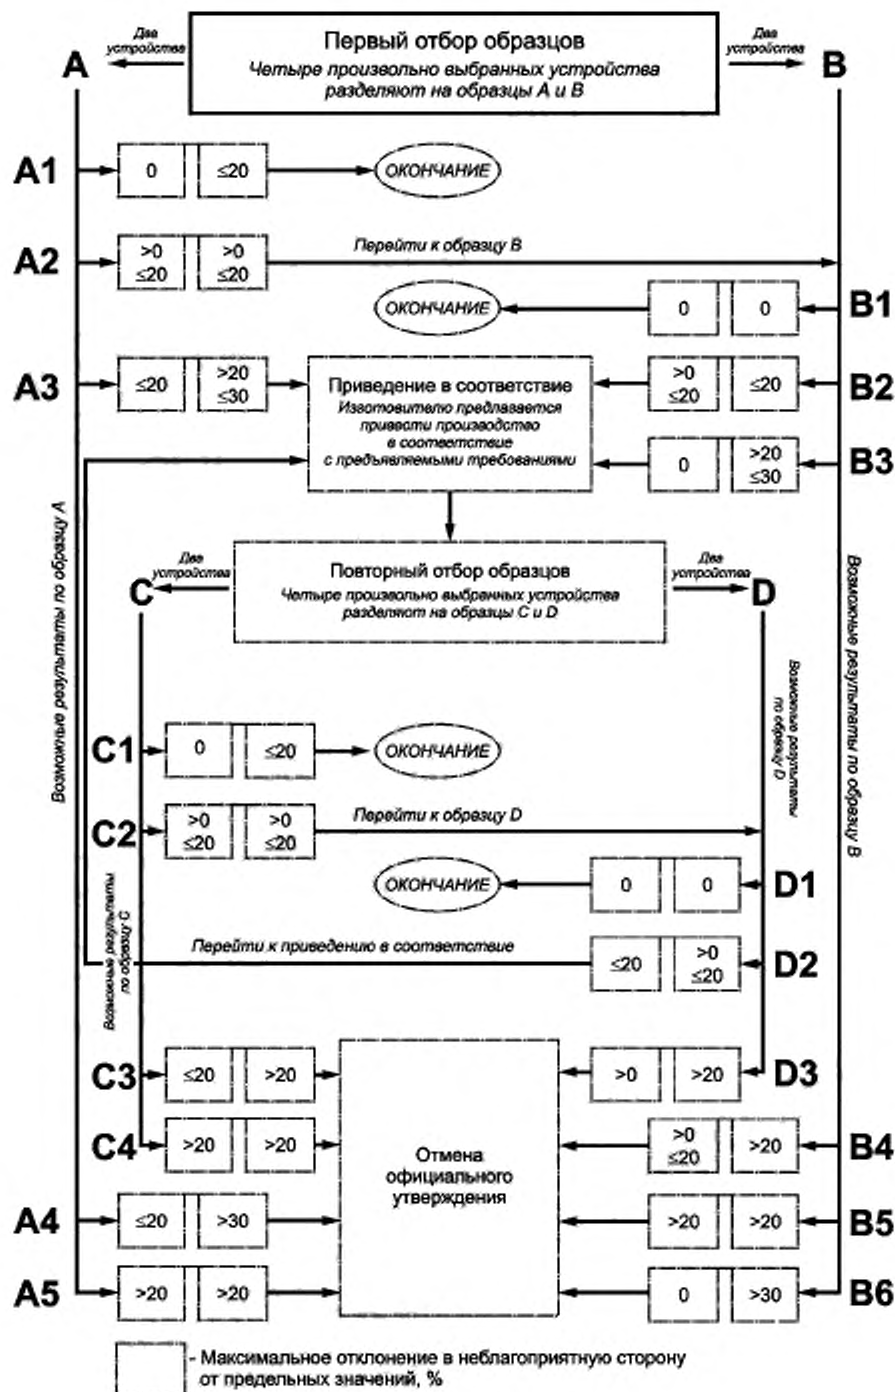 Два
устройства
A
Первый отбор образцов
Четыре произвольно выбранных устройства
разделяют на образцы А и В
Два
устройства
B
A1
0
≤20
ОКОНЧАНИЕ
A2
>0
≤20
>0
≤20
Перейти к образцу В
ОКОНЧАНИЕ
0
0
B1
A3
≤20
>20
≤30
Приведение в соответствие
Изготовителю предлагается
привести производство
в соответствие
с предъявляемыми требованиями
>0
≤20
≤20
B2
0
>20
≤30
B3
Возможные результаты по образцу А
Два
устройства
C
Повторный отбор образцов
Четыре произвольно выбранных устройства
разделяют на образцы С и D
Два
устройства
D
Возможные результаты по образцу В
Возможные результаты
по образцу D
C1
0
≤20
ОКОНЧАНИЕ
C2
>0
≤20
>0
≤20
Перейти к образцу D
ОКОНЧАНИЕ
0
0
D1
Возможные результаты
по образцу С
Перейти к приведению в соответствие
≤20
>0
≤20
D2
C3
≤20
>20
>0
>20
D3
C4
>20
>20
Отмена
официального
утверждения
>0
≤20
>20
B4
A4
≤20
>30
>20
>20
B5
A5
>20
>20
0
>30
B6
- Максимальное отклонение в неблагоприятную сторону
от предельных значений, %